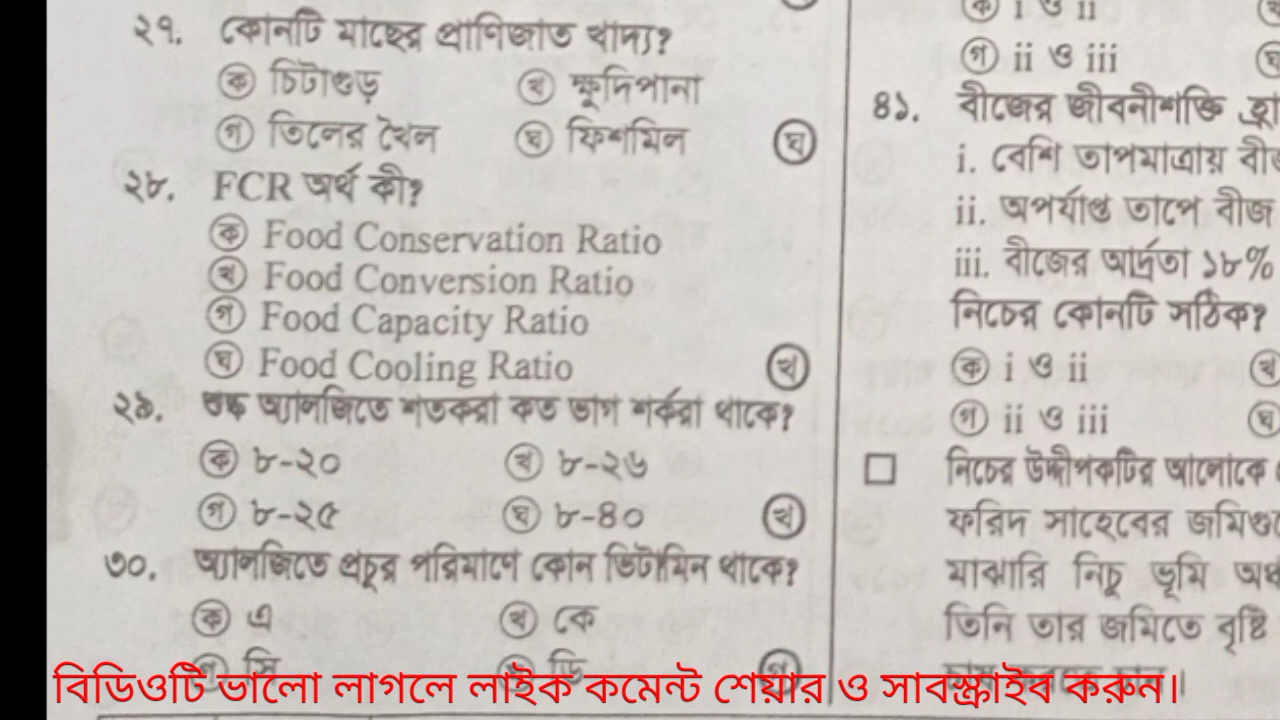 ২৭. কোনটি মাছের প্রাণিজাত খাদ্য?
ক চিটাগুড় খ ক্ষুদিপানা
গ তিলের খৈল ঘ ফিশমিল ঘ
২৮. FCR অর্থ কী?
ক Food Conservation Ratio
খ Food Conversion Ratio
গ Food Capacity Ratio
ঘ Food Cooling Ratio খ
২৯. শুষ্ক অ্যালজিতে শতকরা কত ভাগ শর্করা থাকে?
ক ৮-২০ খ ৮-২৬
গ ৮-২৫ ঘ ৮-৪০ খ
৩০. অ্যালজিতে প্রচুর পরিমাণে কোন ভিটামিন থাকে?
ক এ খ কে
গ সি ঘ ডি গ
ক i ও ii
গ ii ও iii ঘ
৪১. বীজের জীবনীশক্তি
i. বেশি তাপমাত্রায়
ii. অপর্যাপ্ত তাপে বীজ
iii. বীজের আর্দ্রতা ১৮%
নিচের কোনটি সঠিক?
ক i ও ii খ
গ ii ও iii ঘ
নিচের উদ্দীপকটির আলোকে
ফরিদ সাহেবের
মাঝারি নিচু ভূমি
তিনি তার জমিতে বৃষ্টি
বিডিওটি ভালো লাগলে লাইক কমেন্ট শেয়ার ও সাবস্ক্রাইব করুন।